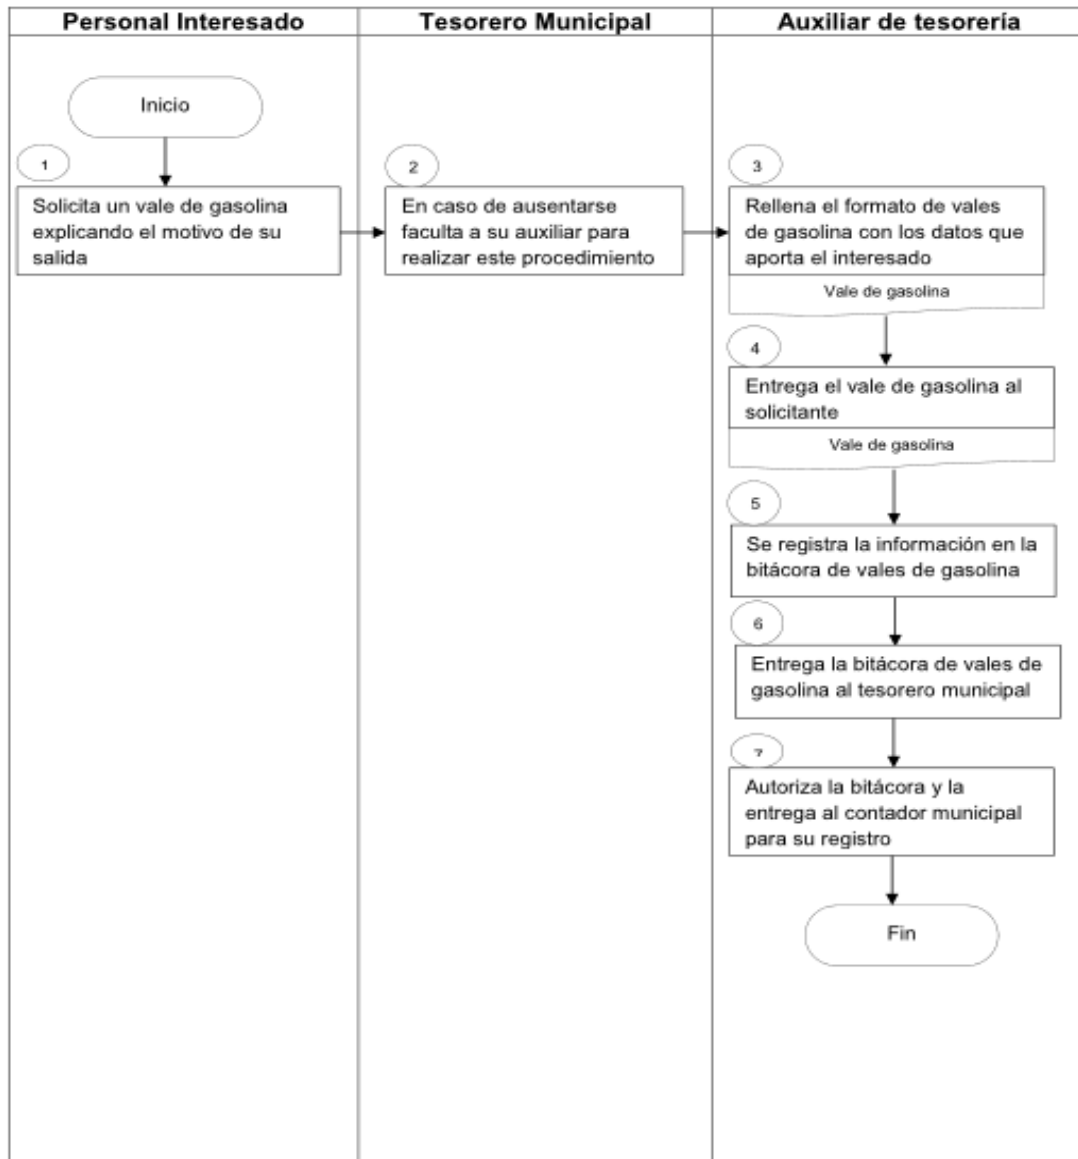 Personal Interesado
Tesorero Municipal
Auxiliar de tesorería
Inicio
1
Solicita un vale de gasolina
explicando el motivo de su
salida
2
En caso de ausentarse
faculta a su auxiliar para
realizar este procedimiento
3
Rellena el formato de vales
de gasolina con los datos que
aporta el interesado
Vale de gasolina
4
Entrega el vale de gasolina al
solicitante
Vale de gasolina
5
Se registra la información en la
bitácora de vales de gasolina
6
Entrega la bitácora de vales de
gasolina al tesorero municipal
7
Autoriza la bitácora y la
entrega al contador municipal
para su registro
Fin